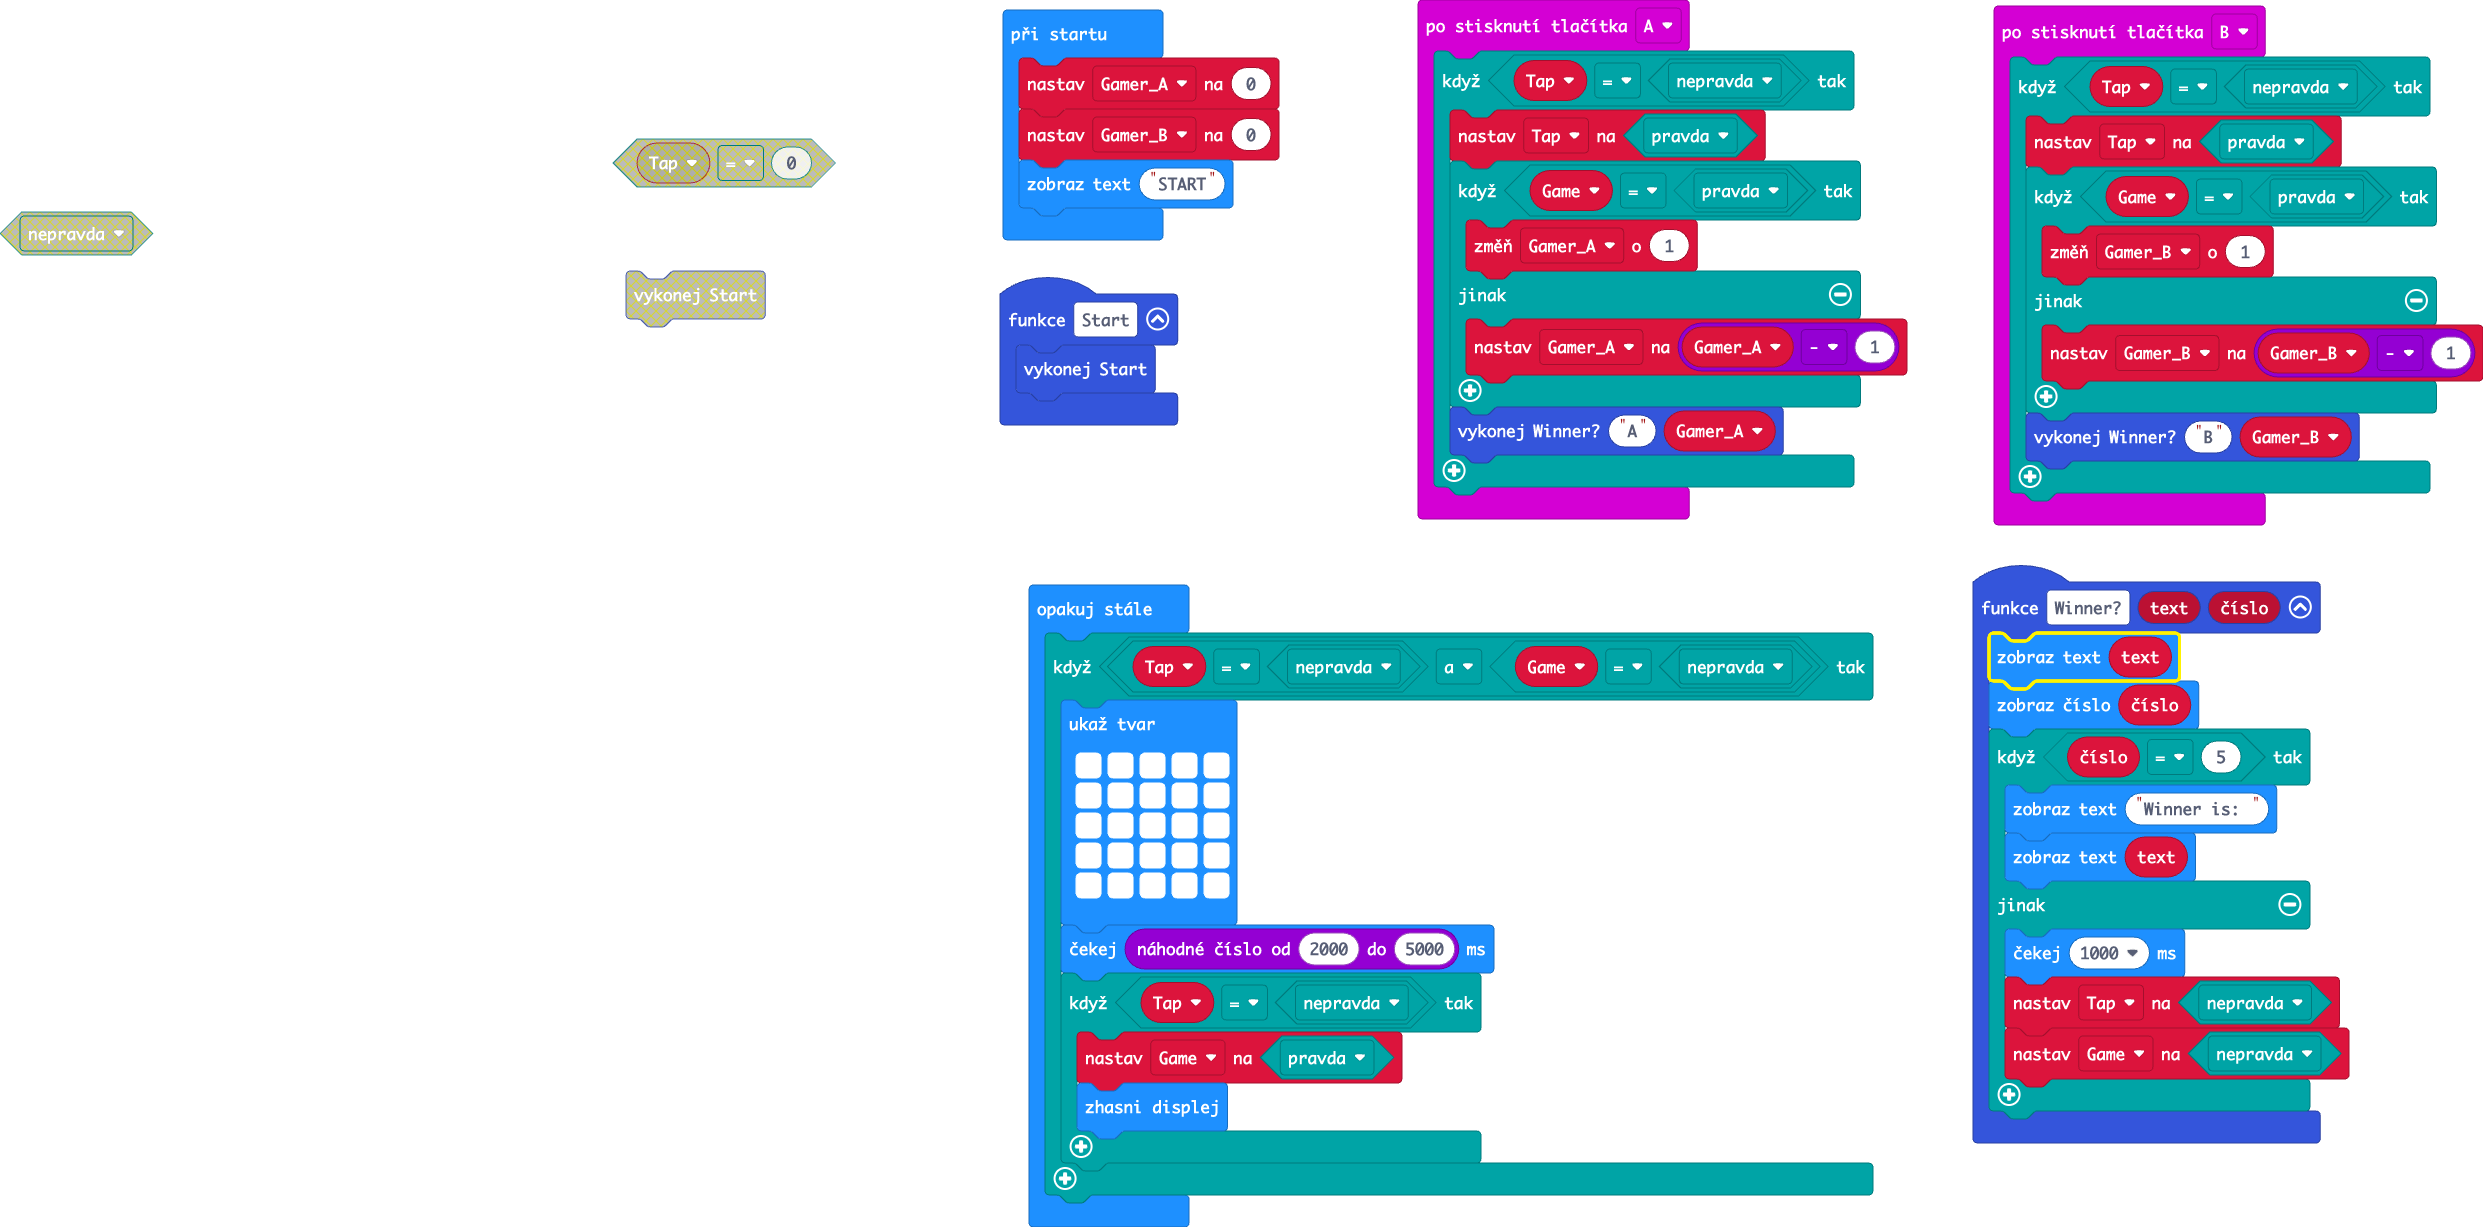 nepravda
Tap = 0
vykonej Start
při startu
nastav Gamer_A na 0
nastav Gamer_B na 0
zobraz text "START"
funkce Start
vykonej Start
po stisknutí tlačítka A
když Tap = nepravda tak
nastav Tap na pravda
když Game = pravda tak
změň Gamer_A o 1
jinak
nastav Gamer_A na Gamer_A - 1
vykonej Winner? "A" Gamer_A
po stisknutí tlačítka B
když Tap = nepravda tak
nastav Tap na pravda
když Game = pravda tak
změň Gamer_B o 1
jinak
nastav Gamer_B na Gamer_B - 1
vykonej Winner? "B" Gamer_B
opakuj stále
když Tap = nepravda a Game = nepravda tak
ukaž tvar
čekej náhodné číslo od 2000 do 5000 ms
když Tap = nepravda tak
nastav Game na pravda
zhasni displej
funkce Winner? text číslo
zobraz text text
zobraz číslo číslo
když číslo = 5 tak
zobraz text "Winner is: "
zobraz text text
jinak
čekej 1000 ms
nastav Tap na nepravda
nastav Game na nepravda